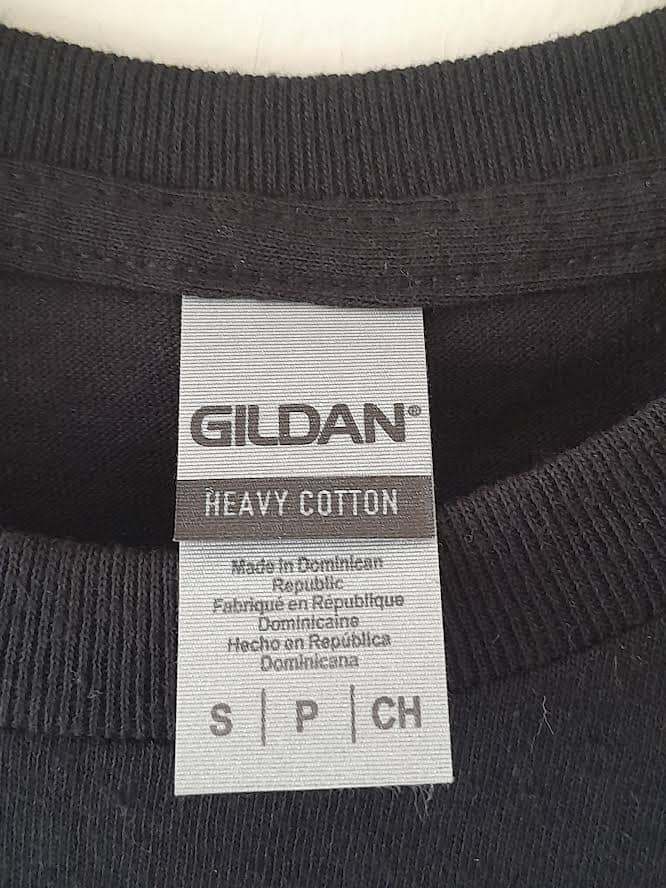 GILDAN®
HEAVY COTTON
Made in Dominican
Republic
Fabriqué en République
Dominicaine
Hecho en República
Dominicana
S | P | CH